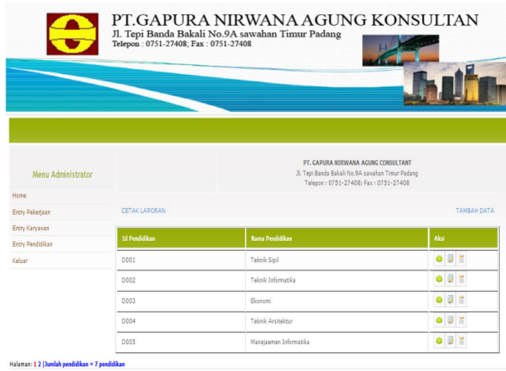 PT.GAPURA NIRWANA AGUNG KONSULTAN
Jl. Tepi Banda Bakali No.9A sawahan Timur Padang
Telepon : 0751-27408; Fax : 0751-27408
Menu Administrator
Home
Entry Pekerjaan
Entry Karyawan
Entry Pendidikan
Keluar
PT. GAPURA NIRWANA AGUNG CONSULTANT
Jl. Tepi Banda Bakali No.9A sawahan Timur Padang
Telepon : 0751-27408; Fax : 0751-27408
CETAK LAPORAN TAMBAH DATA
Id Pendidikan Nama Pendidikan Aksi
D001 Teknik Sipil
D002 Teknik Informatika
D003 Ekonomi
D004 Teknik Arsitektur
D005 Manajaemen Informatika
Halaman: 1 2 |Jumlah pendidikan = 7 pendidikan